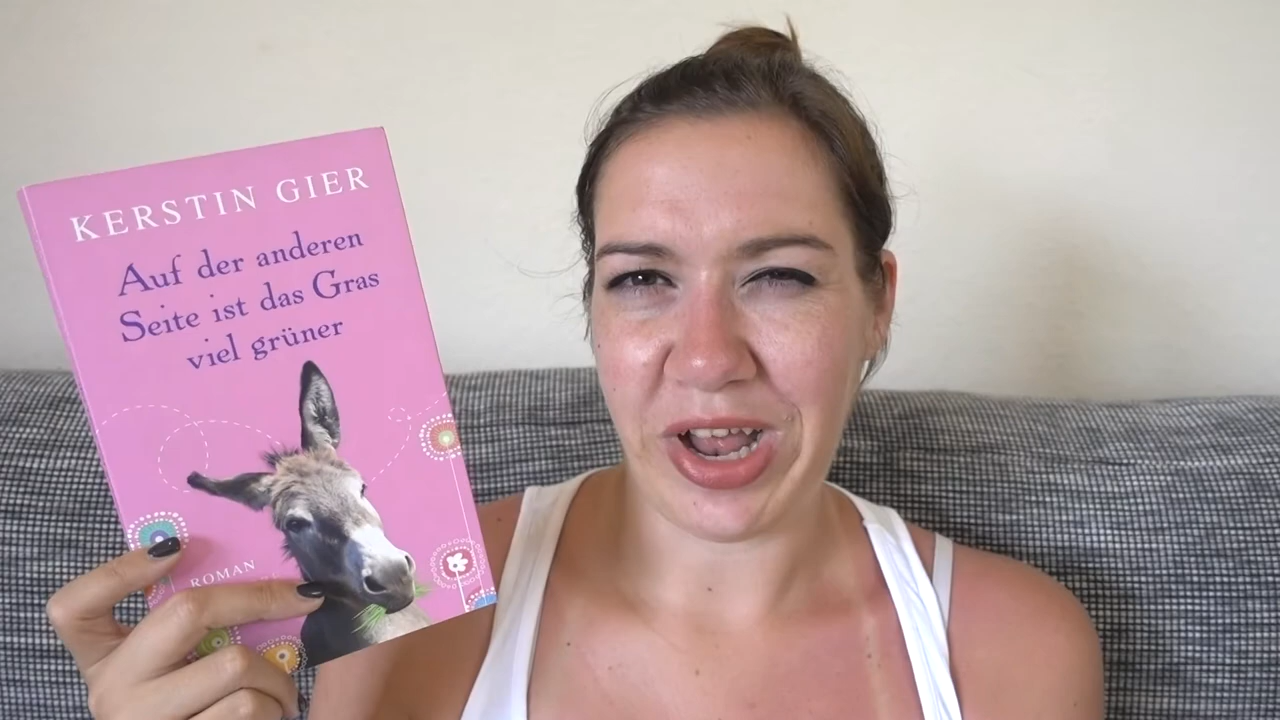 KERSTIN GIER
Auf der anderen
Seite ist das Gras
viel grüner
ROMAN